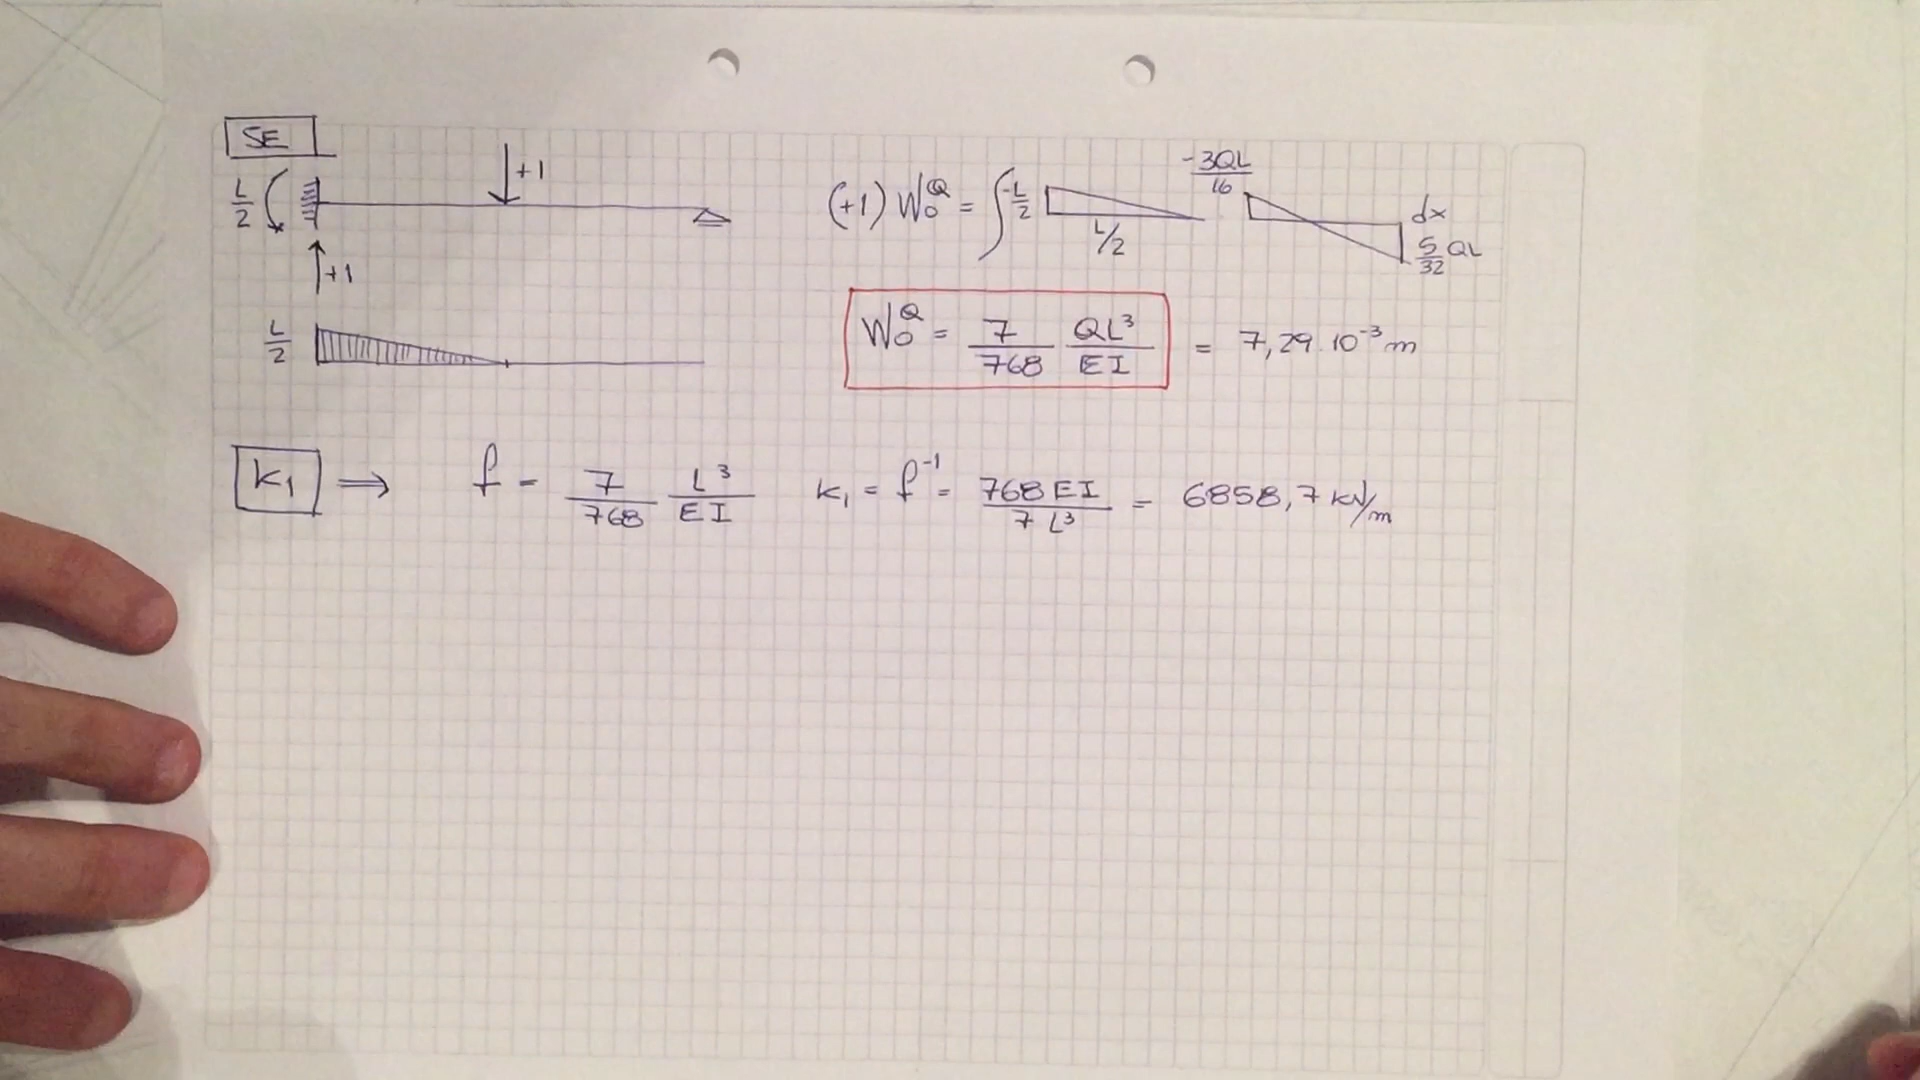 SE
+1
L/2
+1
L/2
(+1) W₀^Q = ∫ -L/2 L/2 -3QL/16 dx 5/32 QL
W₀^Q = 7/768 QL³/EI = 7,29.10⁻³ m
K₁ ⇒ f = 7/768 L³/EI K₁ = f⁻¹ = 768 EI/7 L³ = 6858,7 kN/m